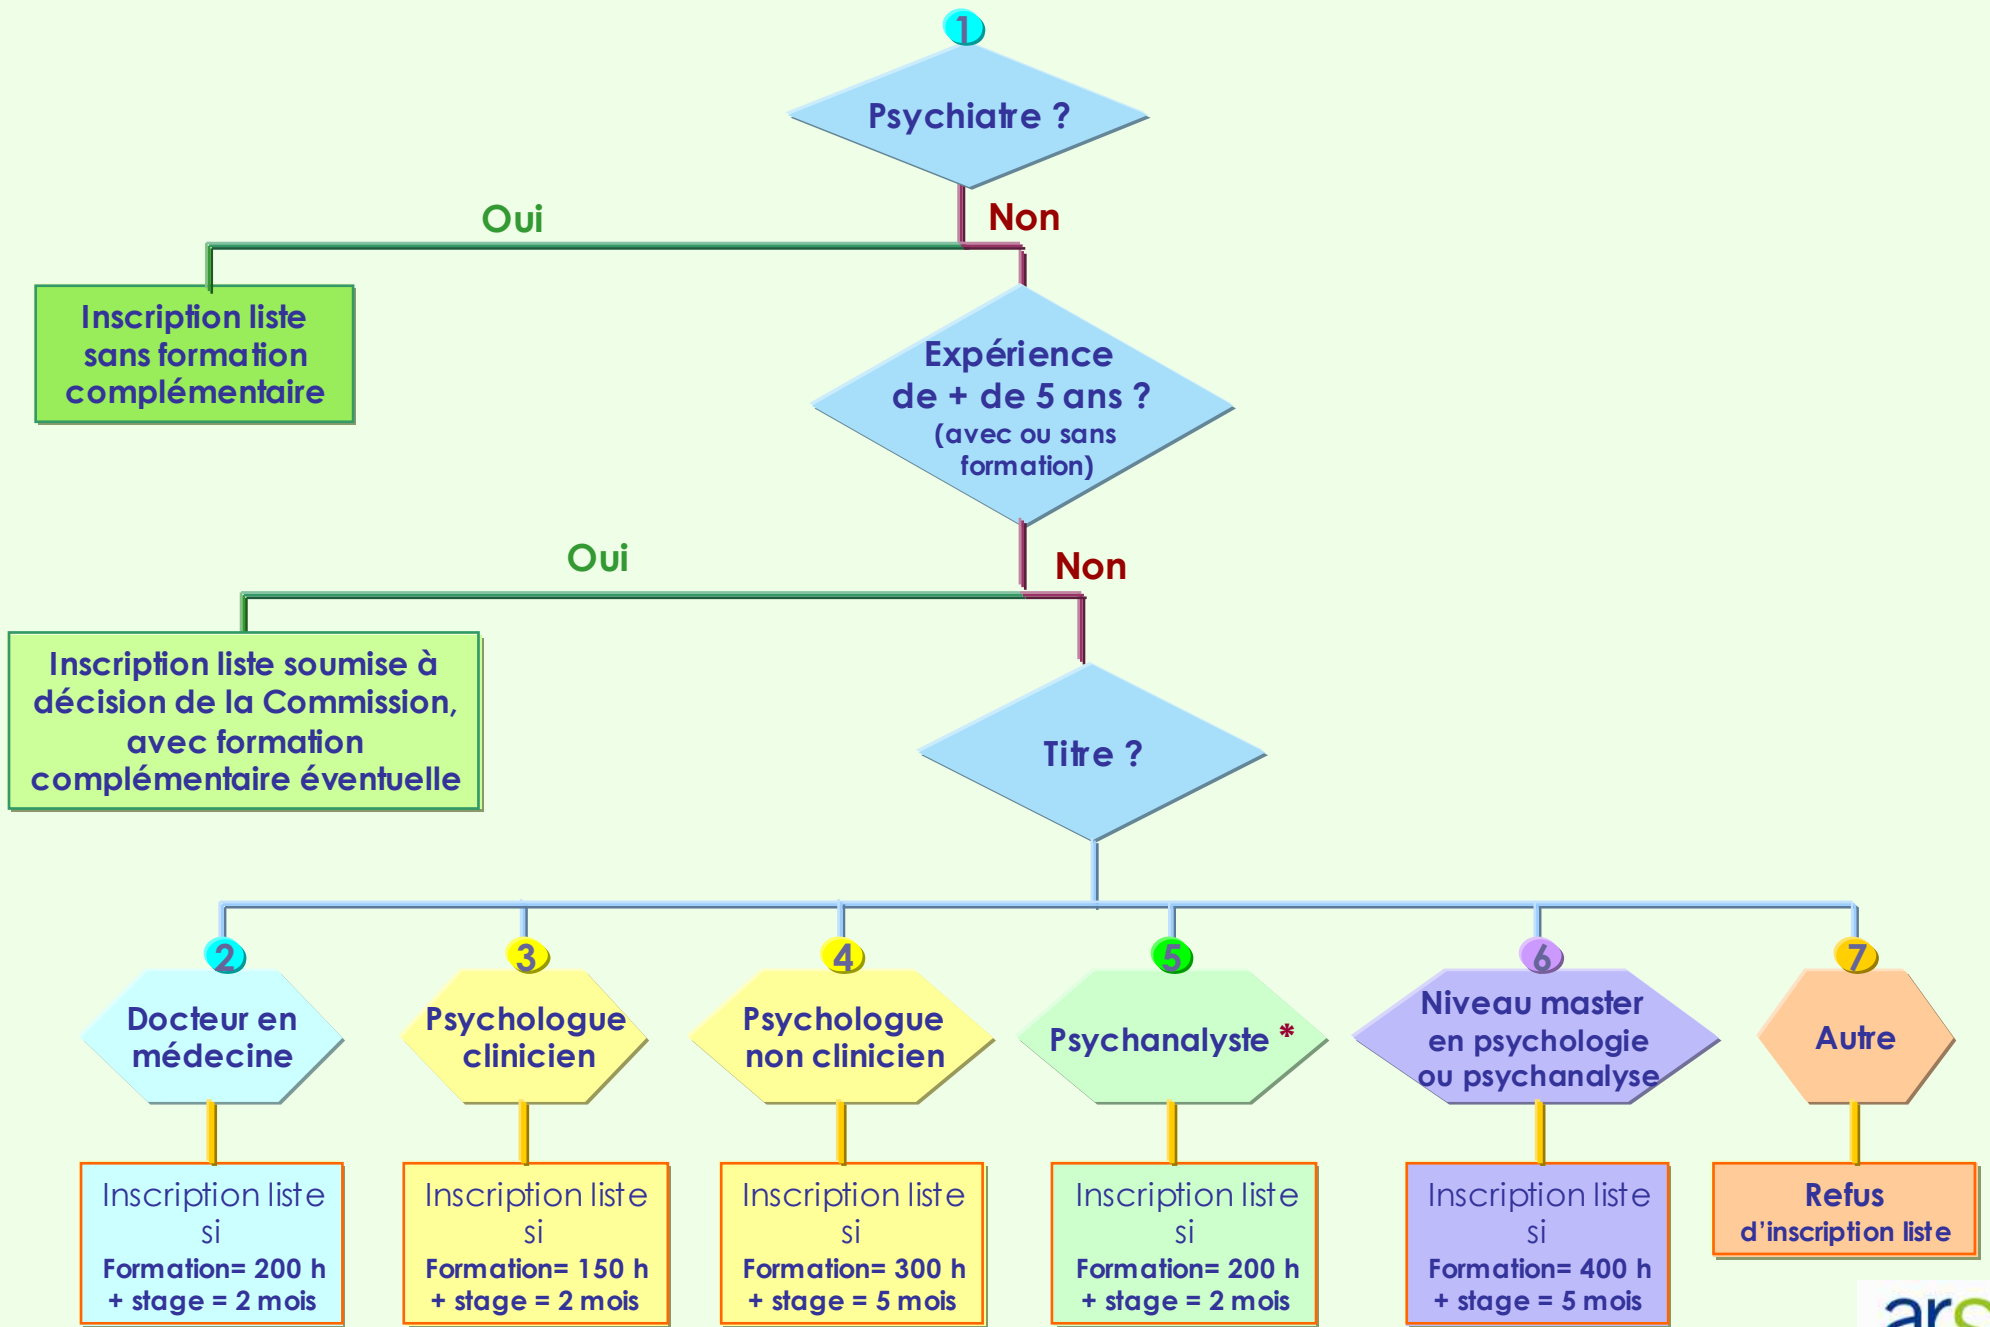 1
Psychiatre ?
Oui
Non
Inscription liste
sans formation
complémentaire
Expérience
de + de 5 ans ?
(avec ou sans
formation)
Oui
Non
Inscription liste soumise à
décision de la Commission,
avec formation
complémentaire éventuelle
Titre ?
2
Docteur en
médecine
Inscription liste
si
Formation= 200 h
+ stage = 2 mois
3
Psychologue
clinicien
Inscription liste
si
Formation= 150 h
+ stage = 2 mois
4
Psychologue
non clinicien
Inscription liste
si
Formation= 300 h
+ stage = 5 mois
5
Psychanalyste *
Inscription liste
si
Formation= 200 h
+ stage = 2 mois
6
Niveau master
en psychologie
ou psychanalyse
Inscription liste
si
Formation= 400 h
+ stage = 5 mois
7
Autre
Refus
d’inscription liste